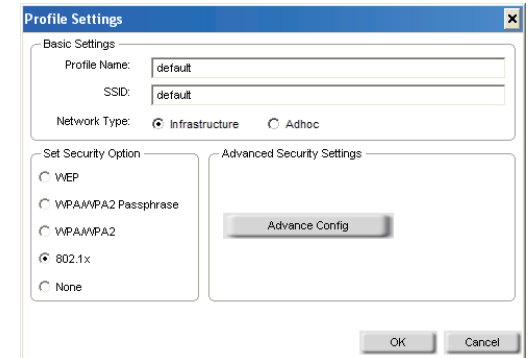 Profile Settings
Basic Settings
Profile Name: default
SSID: default
Network Type: Infrastructure Adhoc
Set Security Option
WEP
WPA/WPA2 Passphrase
WPA/WPA2
802.1x
None
Advanced Security Settings
Advance Config
OK Cancel